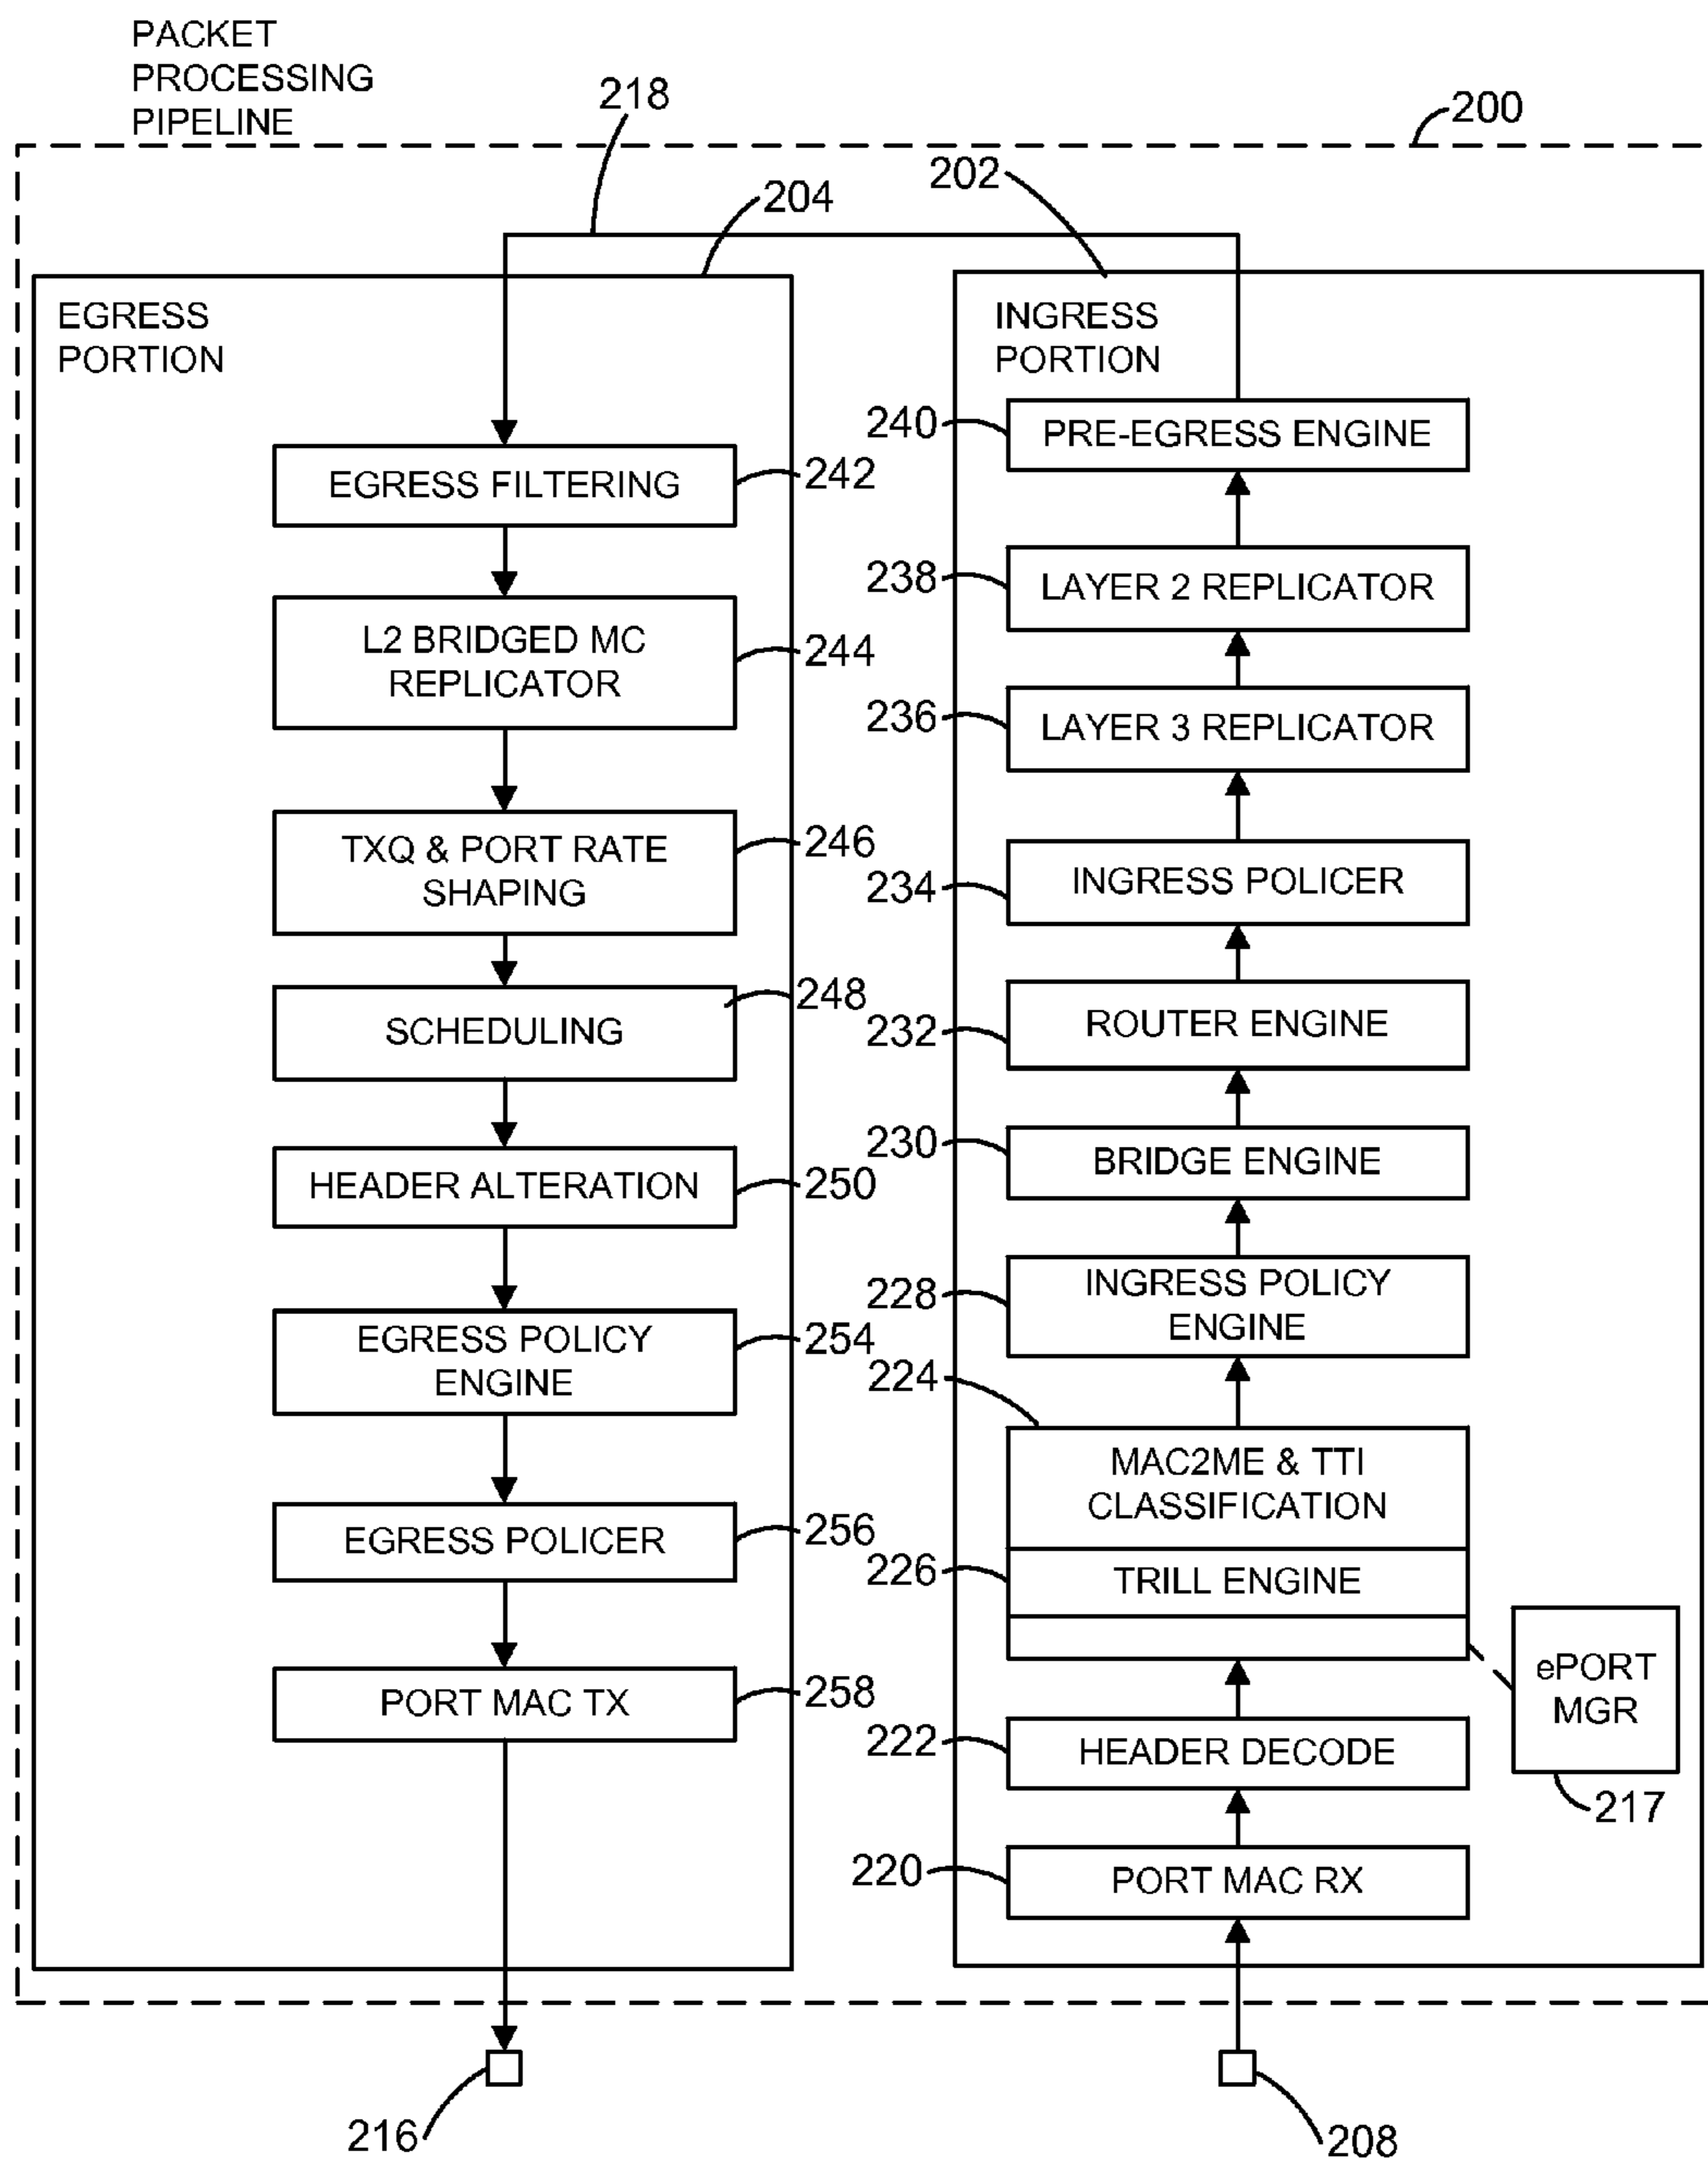 PACKET
PROCESSING
PIPELINE
218
200
202
204
EGRESS
PORTION
EGRESS FILTERING
242
L2 BRIDGED MC
REPLICATOR
244
TXQ & PORT RATE
SHAPING
246
SCHEDULING
248
HEADER ALTERATION
250
EGRESS POLICY
ENGINE
254
EGRESS POLICER
256
PORT MAC TX
258
216
INGRESS
PORTION
240
PRE-EGRESS ENGINE
238
LAYER 2 REPLICATOR
236
LAYER 3 REPLICATOR
234
INGRESS POLICER
232
ROUTER ENGINE
230
BRIDGE ENGINE
228
INGRESS POLICY
ENGINE
224
MAC2ME & TTI
CLASSIFICATION
226
TRILL ENGINE
ePORT
MGR
217
222
HEADER DECODE
220
PORT MAC RX
208